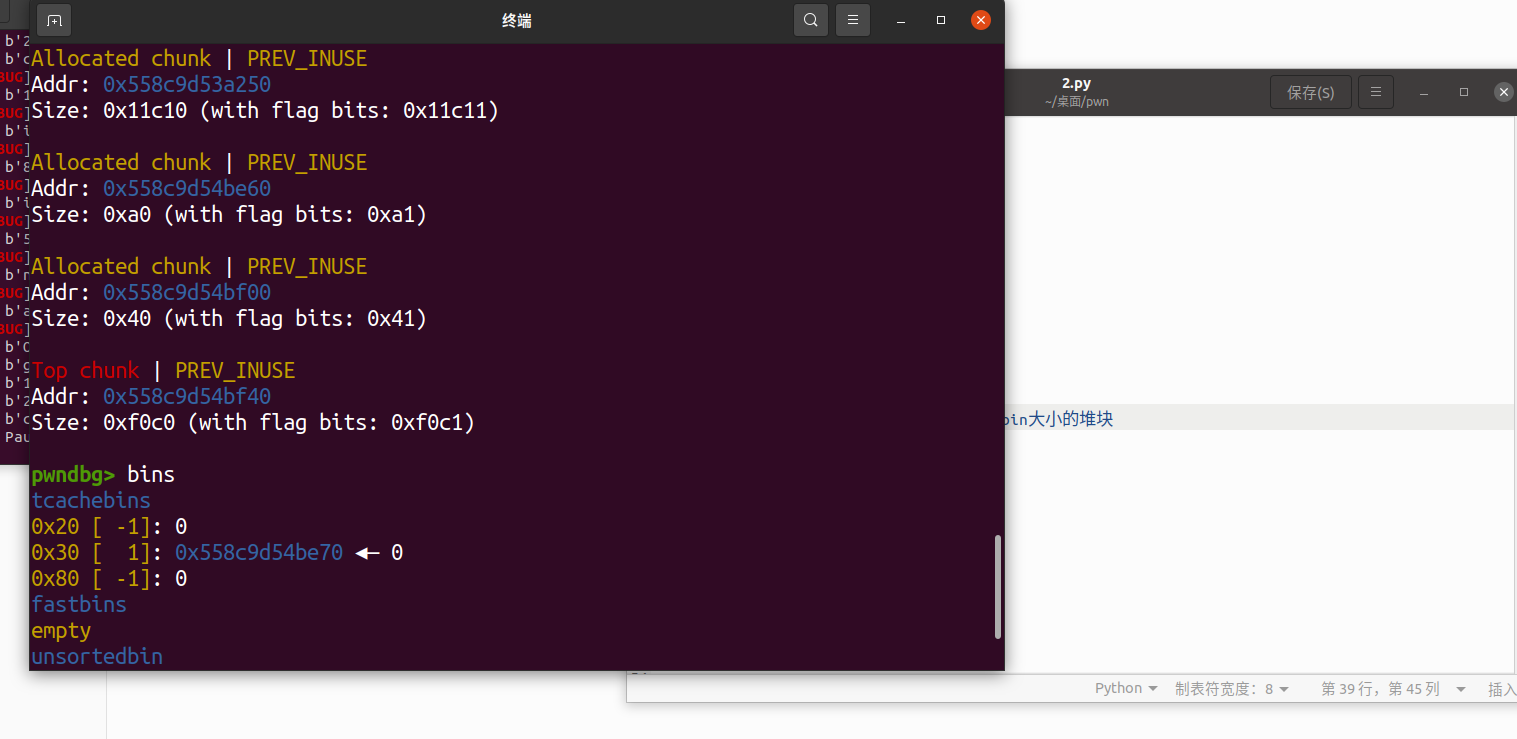 终端
Allocated chunk | PREV_INUSE
Addr: 0x558c9d53a250
Size: 0x11c10 (with flag bits: 0x11c11)
Allocated chunk | PREV_INUSE
Addr: 0x558c9d54be60
Size: 0xa0 (with flag bits: 0xa1)
Allocated chunk | PREV_INUSE
Addr: 0x558c9d54bf00
Size: 0x40 (with flag bits: 0x41)
Top chunk | PREV_INUSE
Addr: 0x558c9d54bf40
Size: 0xf0c0 (with flag bits: 0xf0c1)
pwndbg> bins
tcachebins
0x20 [ -1]: 0
0x30 [  1]: 0x558c9d54be70 ◂— 0
0x80 [ -1]: 0
fastbins
empty
unsortedbin
2.py
~/桌面/pwn
保存(S)
bin大小的堆块
Python
制表符宽度：8
第 39 行，第 45 列
插入